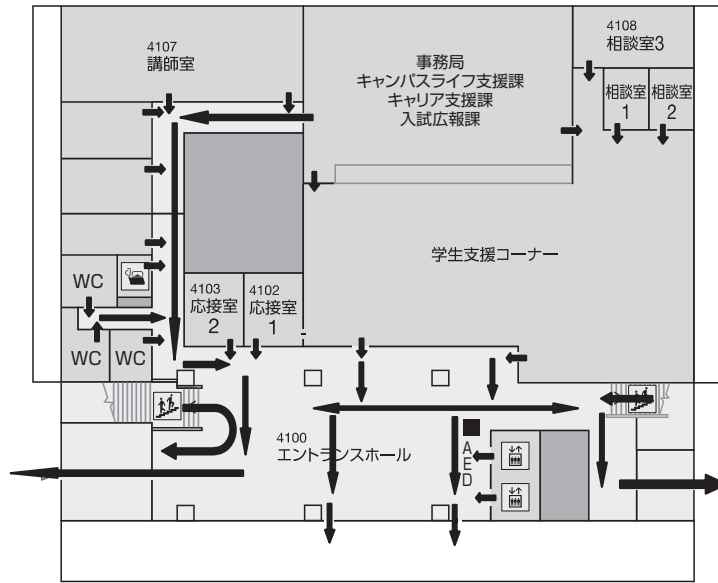 4107
講師室
事務局
キャンパスライフ支援課
キャリア支援課
入試広報課
4108
相談室3
相談室
1
相談室
2
学生支援コーナー
WC
4103
応接室
2
4102
応接室
1
WC
WC
4100
エントランスホール
AED